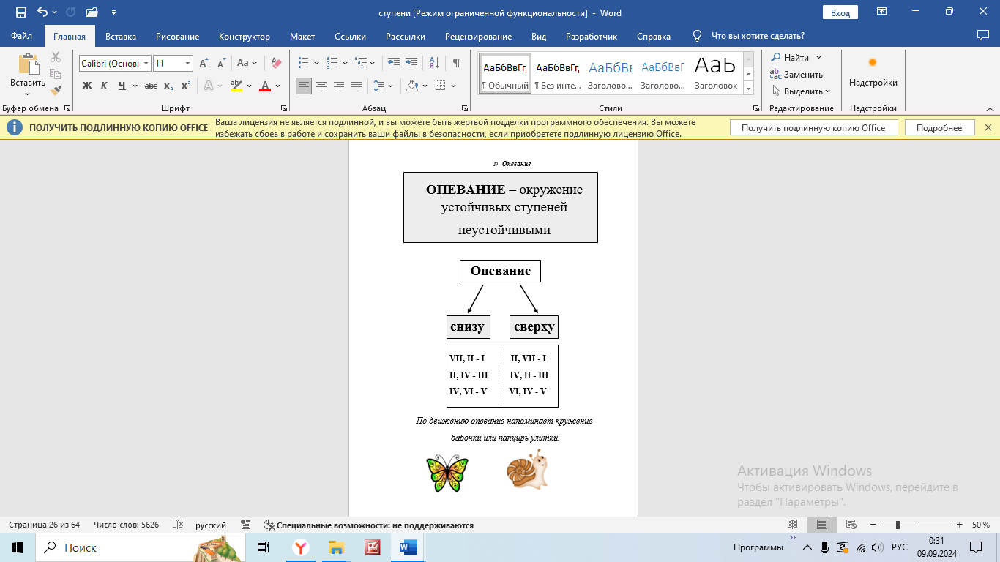 ступени [Режим ограниченной функциональности] - Word
Вход
Файл Главная Вставка Рисование Конструктор Макет Ссылки Рассылки Рецензирование Вид Разработчик Справка Что вы хотите сделать?
Вставить
Буфер обмена
Calibri (Основн 11
Aa
Ж К Ч abc x₂ x²
Шрифт
Абзац
АаБбВвГг, АаБбВвГг, АаБбВв АаБбВвГ АаБ
¶ Обычный ¶ Без инте... Заголово... Заголово... Заголовок
Стили
Найти
Заменить
Выделить
Редактирование
Надстройки
Надстройки
ПОЛУЧИТЬ ПОДЛИННУЮ КОПИЮ OFFICE
Ваша лицензия не является подлинной, и вы можете быть жертвой подделки программного обеспечения. Вы можете
избежать сбоев в работе и сохранить ваши файлы в безопасности, если приобретете подлинную лицензию Office.
Получить подлинную копию Office Подробнее
♫ Опевание
ОПЕВАНИЕ – окружение
устойчивых ступеней
неустойчивыми
Опевание
снизу сверху
VII, II - I II, VII - I
II, IV - III IV, II - III
IV, VI - V VI, IV - V
По движению опевание напоминает кружение
бабочки или панцирь улитки.
Активация Windows
Чтобы активировать Windows, перейдите в
раздел "Параметры".
Страница 26 из 64 Число слов: 5626 русский Специальные возможности: не поддерживаются 50 %
Поиск
Программы
РУС
0:31
09.09.2024